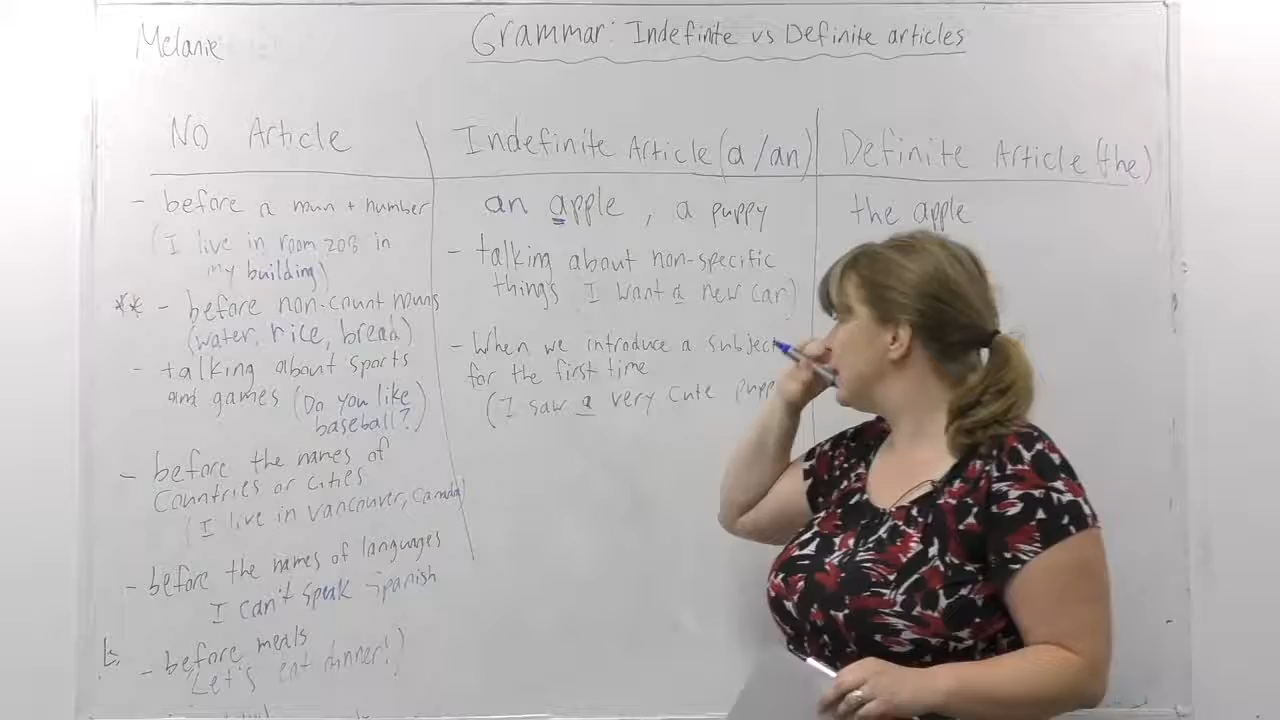 Melanie
Grammar: Indefinite vs Definite articles
No Article
- before a noun + number
(I live in room 203 in
my building)
** - before non-count nouns
(water, rice, bread)
- talking about sports
and games (Do you like
baseball?)
- before the names of
Countries or Cities
(I live in Vancouver, Canada)
- before the names of languages
I can't speak Spanish
- before meals
Let's eat dinner!)
Indefinite Article (a/an)
an apple, a puppy
- talking about non-specific
things I want a new car)
- When we introduce a subject
for the first time
(I saw a very cute
Definite Article (the)
the apple